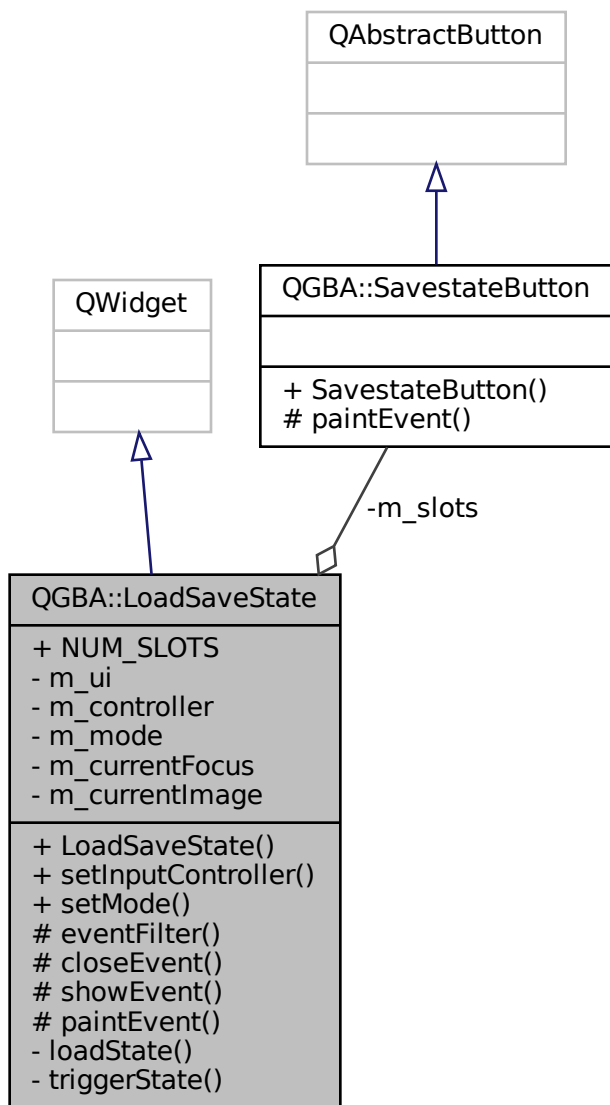 QAbstractButton
QGBA::SavestateButton
+ SavestateButton()
# paintEvent()
QWidget
-m_slots
QGBA::LoadSaveState
+ NUM_SLOTS
- m_ui
- m_controller
- m_mode
- m_currentFocus
- m_currentImage
+ LoadSaveState()
+ setInputController()
+ setMode()
# eventFilter()
# closeEvent()
# showEvent()
# paintEvent()
- loadState()
- triggerState()